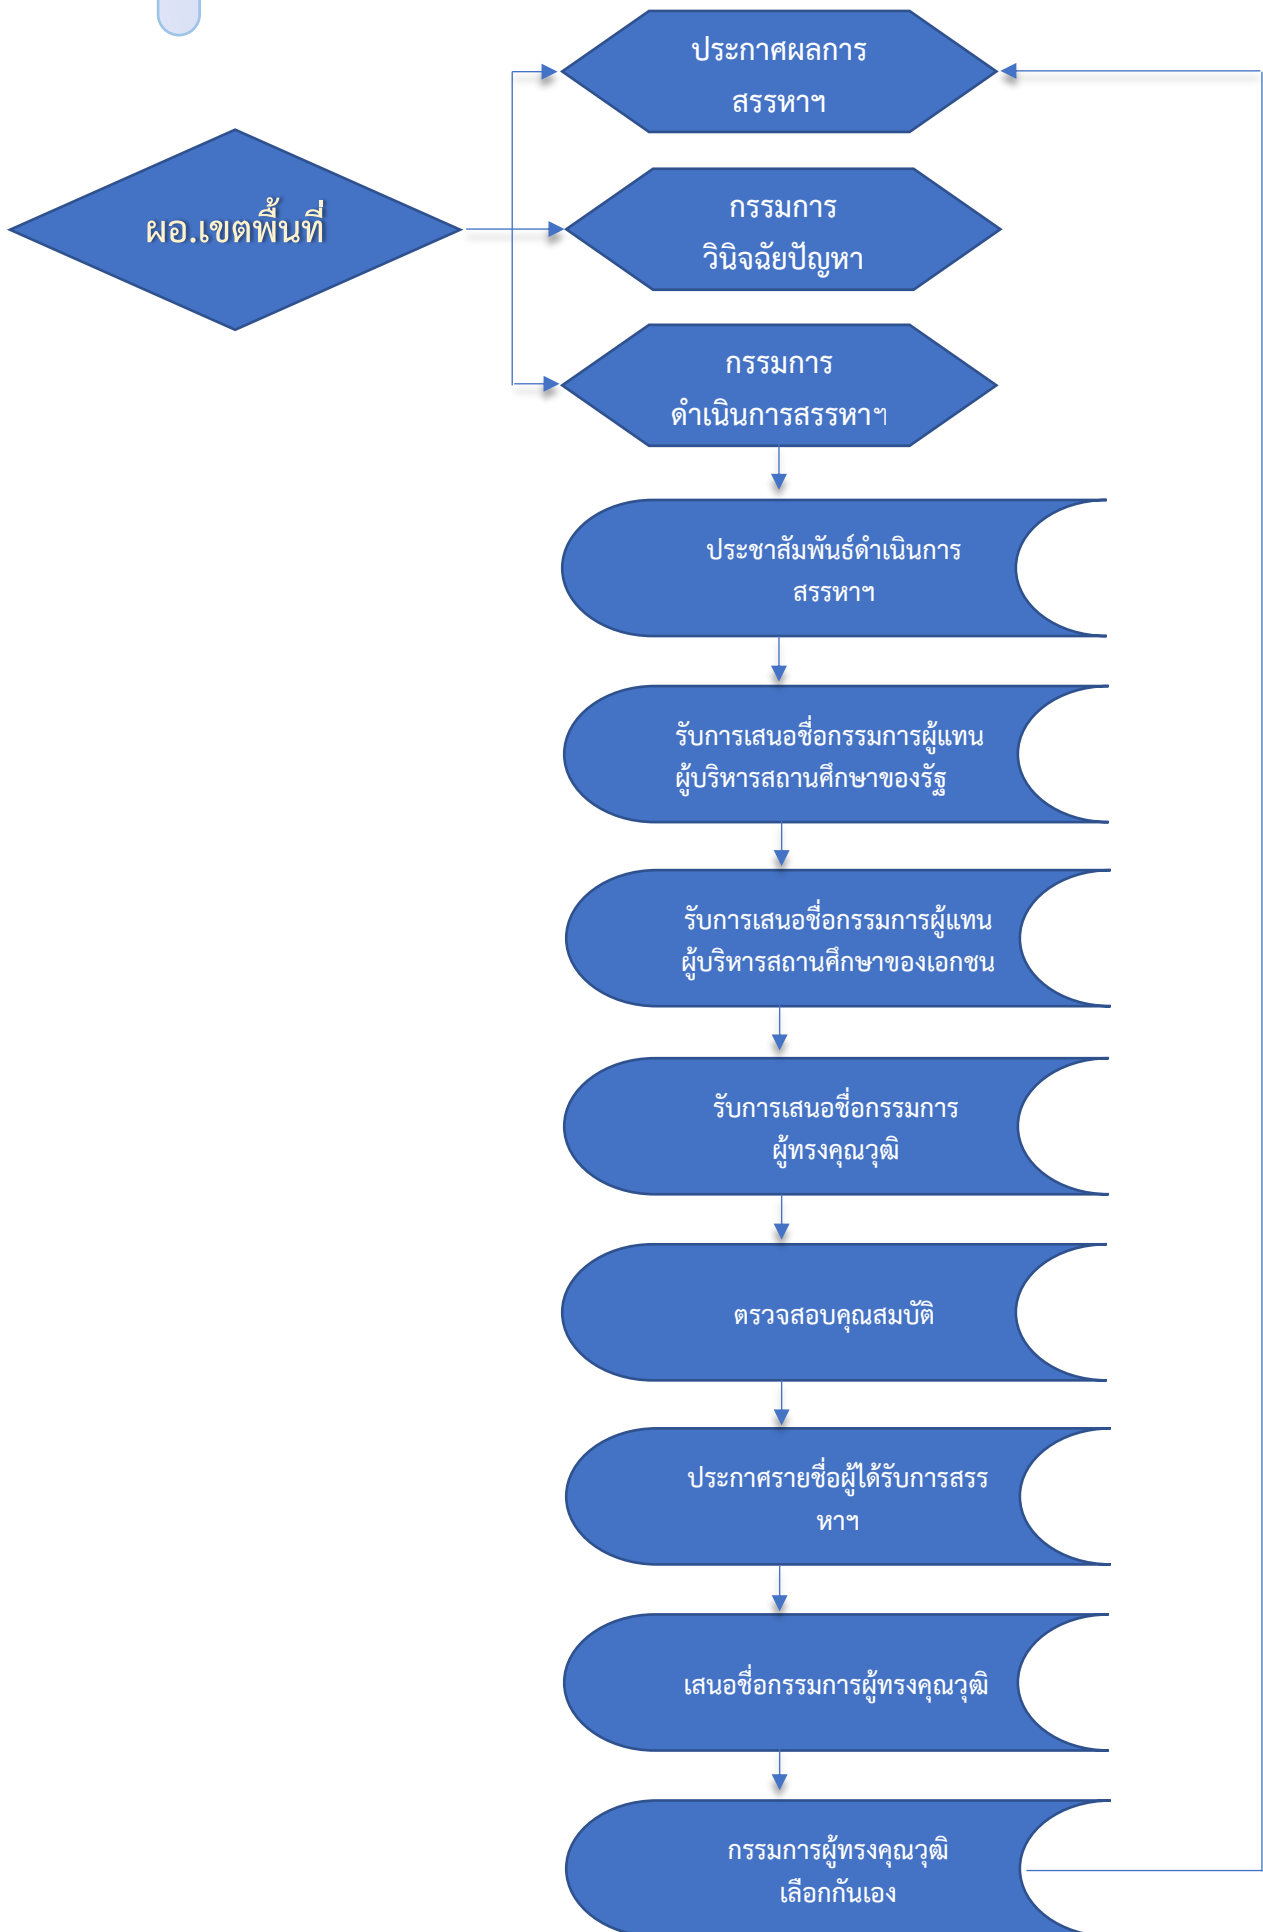 ประกาศผลการ
สรรหาฯ
ผอ.เขตพื้นที่
กรรมการ
วินิจฉัยปัญหา
กรรมการ
ดำเนินการสรรหาฯ
ประชาสัมพันธ์ดำเนินการ
สรรหาฯ
รับการเสนอชื่อกรรมการผู้แทน
ผู้บริหารสถานศึกษาของรัฐ
รับการเสนอชื่อกรรมการผู้แทน
ผู้บริหารสถานศึกษาของเอกชน
รับการเสนอชื่อกรรมการ
ผู้ทรงคุณวุฒิ
ตรวจสอบคุณสมบัติ
ประกาศรายชื่อผู้ได้รับการสรร
หาฯ
เสนอชื่อกรรมการผู้ทรงคุณวุฒิ
กรรมการผู้ทรงคุณวุฒิ
เลือกกันเอง